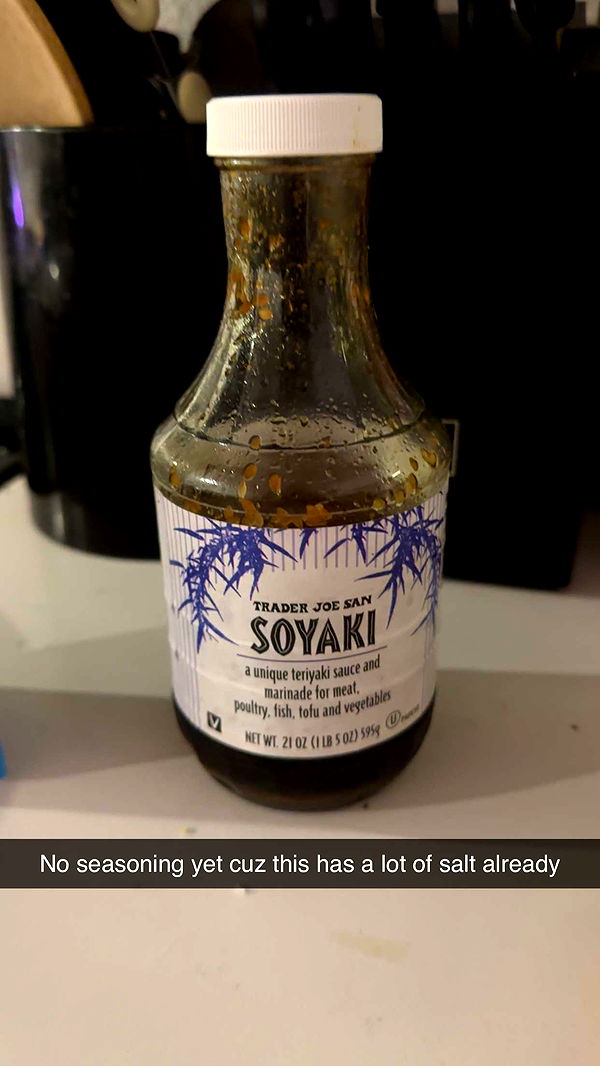 TRADER JOE SAN
SOYAKI
a unique teriyaki sauce and
marinade for meat,
poultry, fish, tofu and vegetables
V
NET WT. 21 OZ (1 LB 5 OZ) 595g
U PAREVE
No seasoning yet cuz this has a lot of salt already